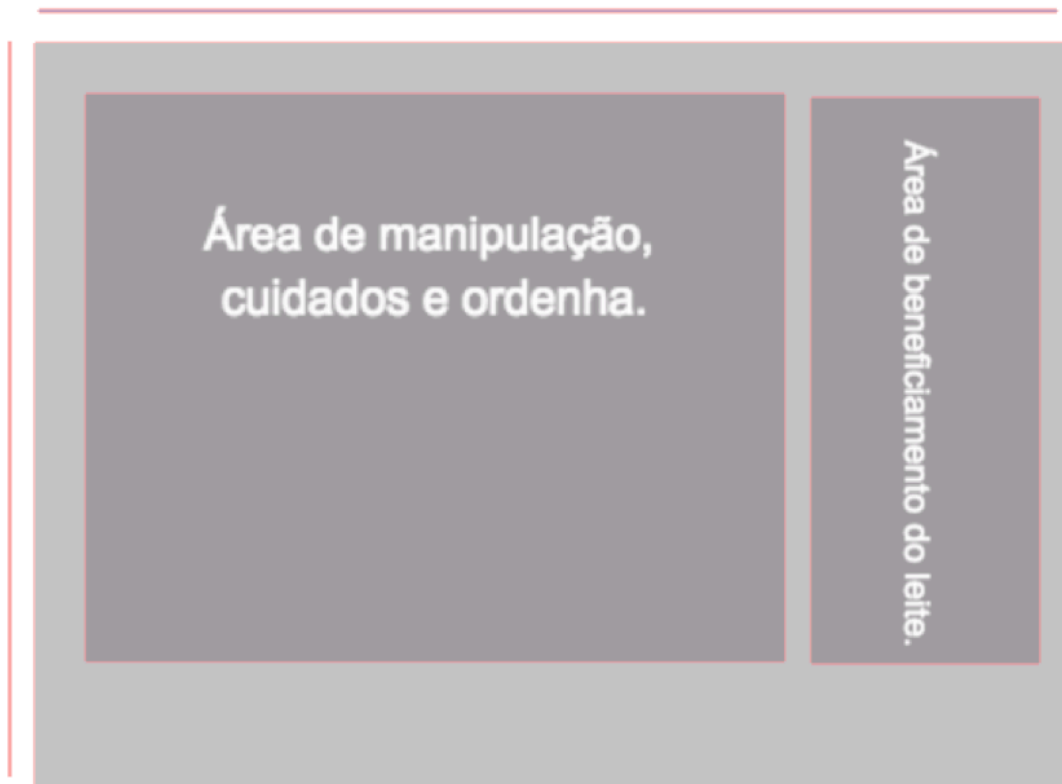 Área de manipulação,
cuidados e ordenha.
Área de beneficiamento do leite.